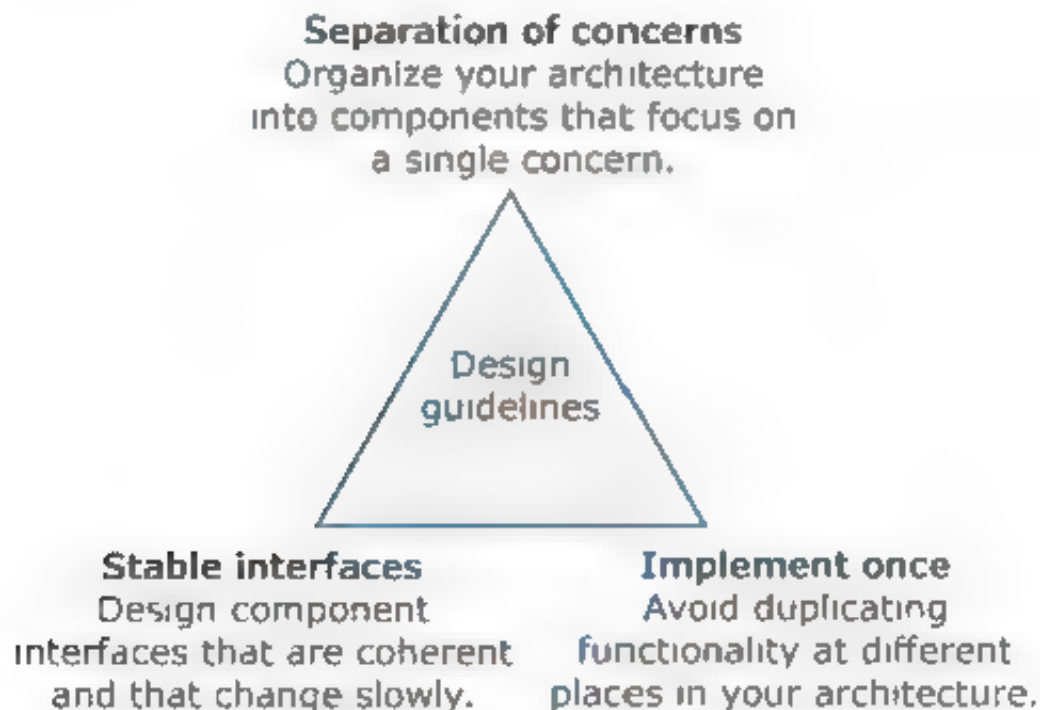 Separation of concerns
Organize your architecture
into components that focus on
a single concern.
Design
guidelines
Stable interfaces
Design component
interfaces that are coherent
and that change slowly.
Implement once
Avoid duplicating
functionality at different
places in your architecture.